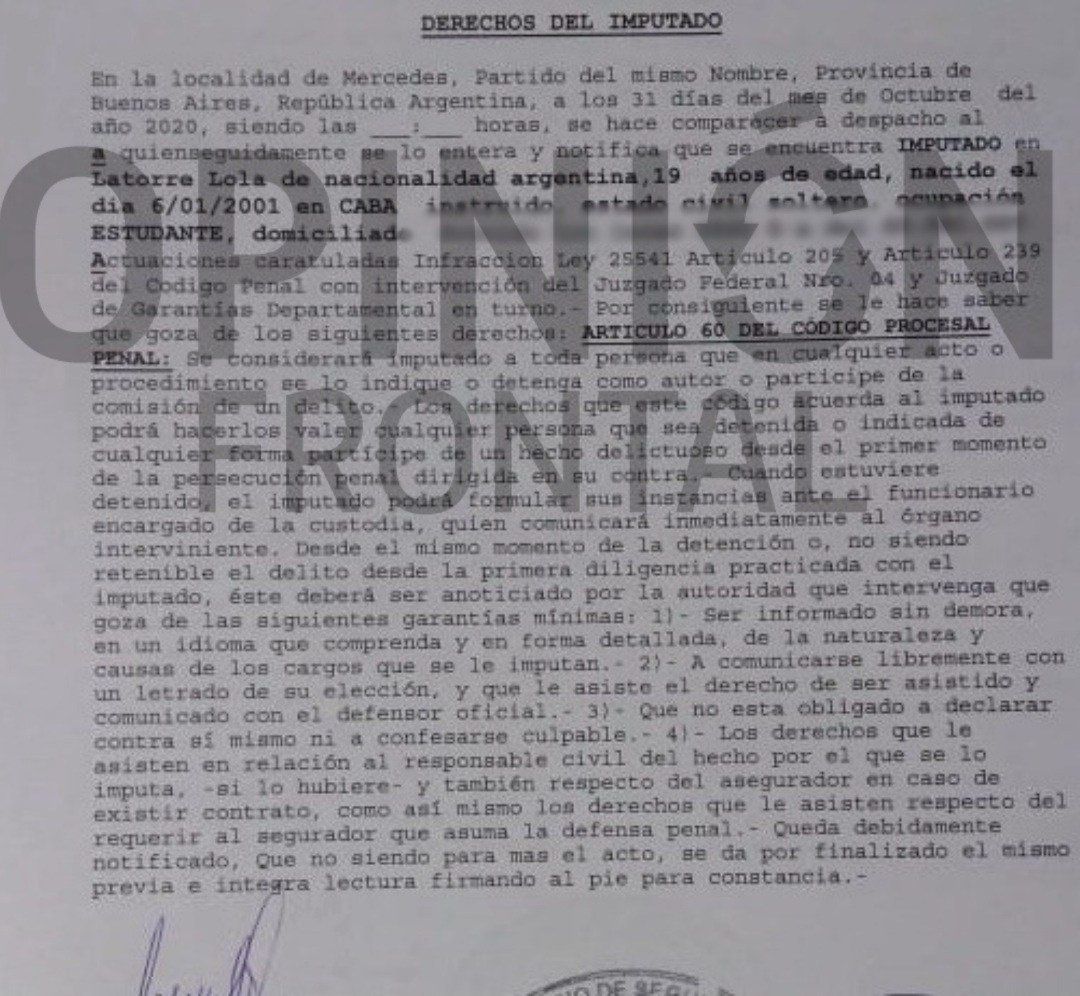 DERECHOS DEL IMPUTADO
En la localidad de Mercedes, Partido del mismo Nombre, Provincia de
Buenos Aires, República Argentina, a los 31 días del mes de Octubre del
año 2020, siendo las ___:___ horas, se hace comparecer a despacho al
a quienseguidamente se lo entera y notifica que se encuentra IMPUTADO en
Latorre Lola de nacionalidad argentina,19 años de edad, nacido el
dia 6/01/2001 en CABA instruido, estado civil soltero, ocupación
ESTUDANTE, domiciliad
Actuaciones caratuladas Infraccion Ley 25541 Artículo 205 y Artículo 239
del Codigo Penal con intervención del Juzgado Federal Nro. 04 y Juzgado
de Garantías Departamental en turno.- Por consiguiente se le hace saber
que goza de los siguientes derechos: ARTICULO 60 DEL CÓDIGO PROCESAL
PENAL: Se considerará imputado a toda persona que en cualquier acto o
procedimiento se lo indique o detenga como autor o participe de la
comisión de un delito.- Los derechos que este código acuerda al imputado
podrá hacerlos valer cualquier persona que sea detenida o indicada de
cualquier forma partícipe de un hecho delictuoso desde el primer momento
de la persecución penal dirigida en su contra.- Cuando estuviere
detenido, el imputado podrá formular sus instancias ante el funcionario
encargado de la custodia, quien comunicará inmediatamente al órgano
interviniente. Desde el mismo momento de la detención o, no siendo
retenible el delito desde la primera diligencia practicada con el
imputado, éste deberá ser anoticiado por la autoridad que intervenga que
goza de las siguientes garantías mínimas: 1)- Ser informado sin demora,
en un idioma que comprenda y en forma detallada, de la naturaleza y
causas de los cargos que se le imputan.- 2)- A comunicarse libremente con
un letrado de su elección, y que le asiste el derecho de ser asistido y
comunicado con el defensor oficial.- 3)- Que no esta obligado a declarar
contra sí mismo ni a confesarse culpable.- 4)- Los derechos que le
asisten en relación al responsable civil del hecho por el que se lo
imputa, -si lo hubiere- y también respecto del asegurador en caso de
existir contrato, como así mismo los derechos que le asisten respecto del
requerir al segurador que asuma la defensa penal.- Queda debidamente
notificado, Que no siendo para mas el acto, se da por finalizado el mismo
previa e integra lectura firmando al pie para constancia.-
OPINIÓN
FRONTAL